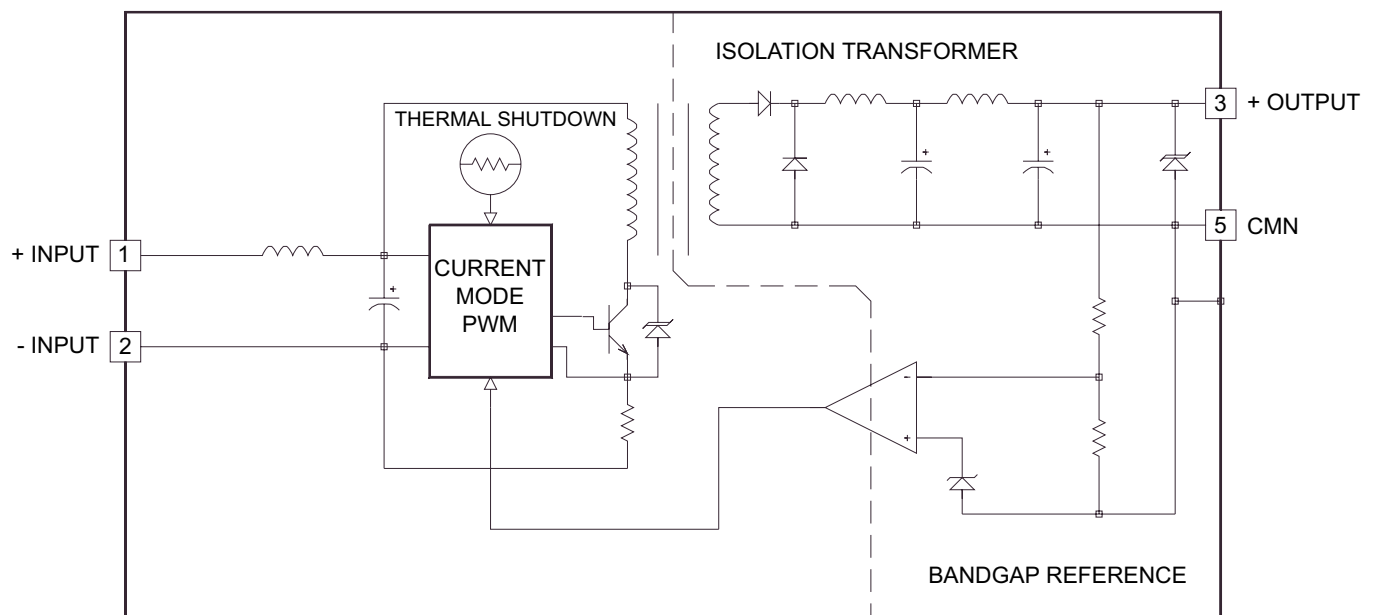 ISOLATION TRANSFORMER
THERMAL SHUTDOWN
3 + OUTPUT
+
+
5 CMN
+ INPUT 1
+
CURRENT
MODE
PWM
- INPUT 2
-
+
BANDGAP REFERENCE